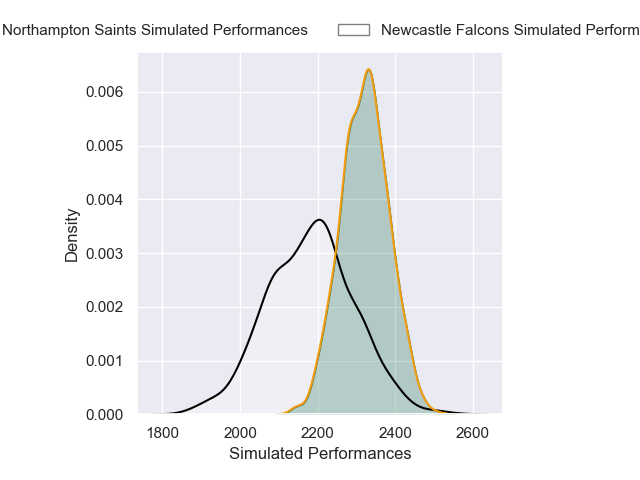 Northampton Saints Simulated Performances Newcastle Falcons Simulated Perform
0.006
0.005
0.004
0.003
0.002
0.001
0.000
Density
1800 2000 2200 2400 2600
Simulated Performances